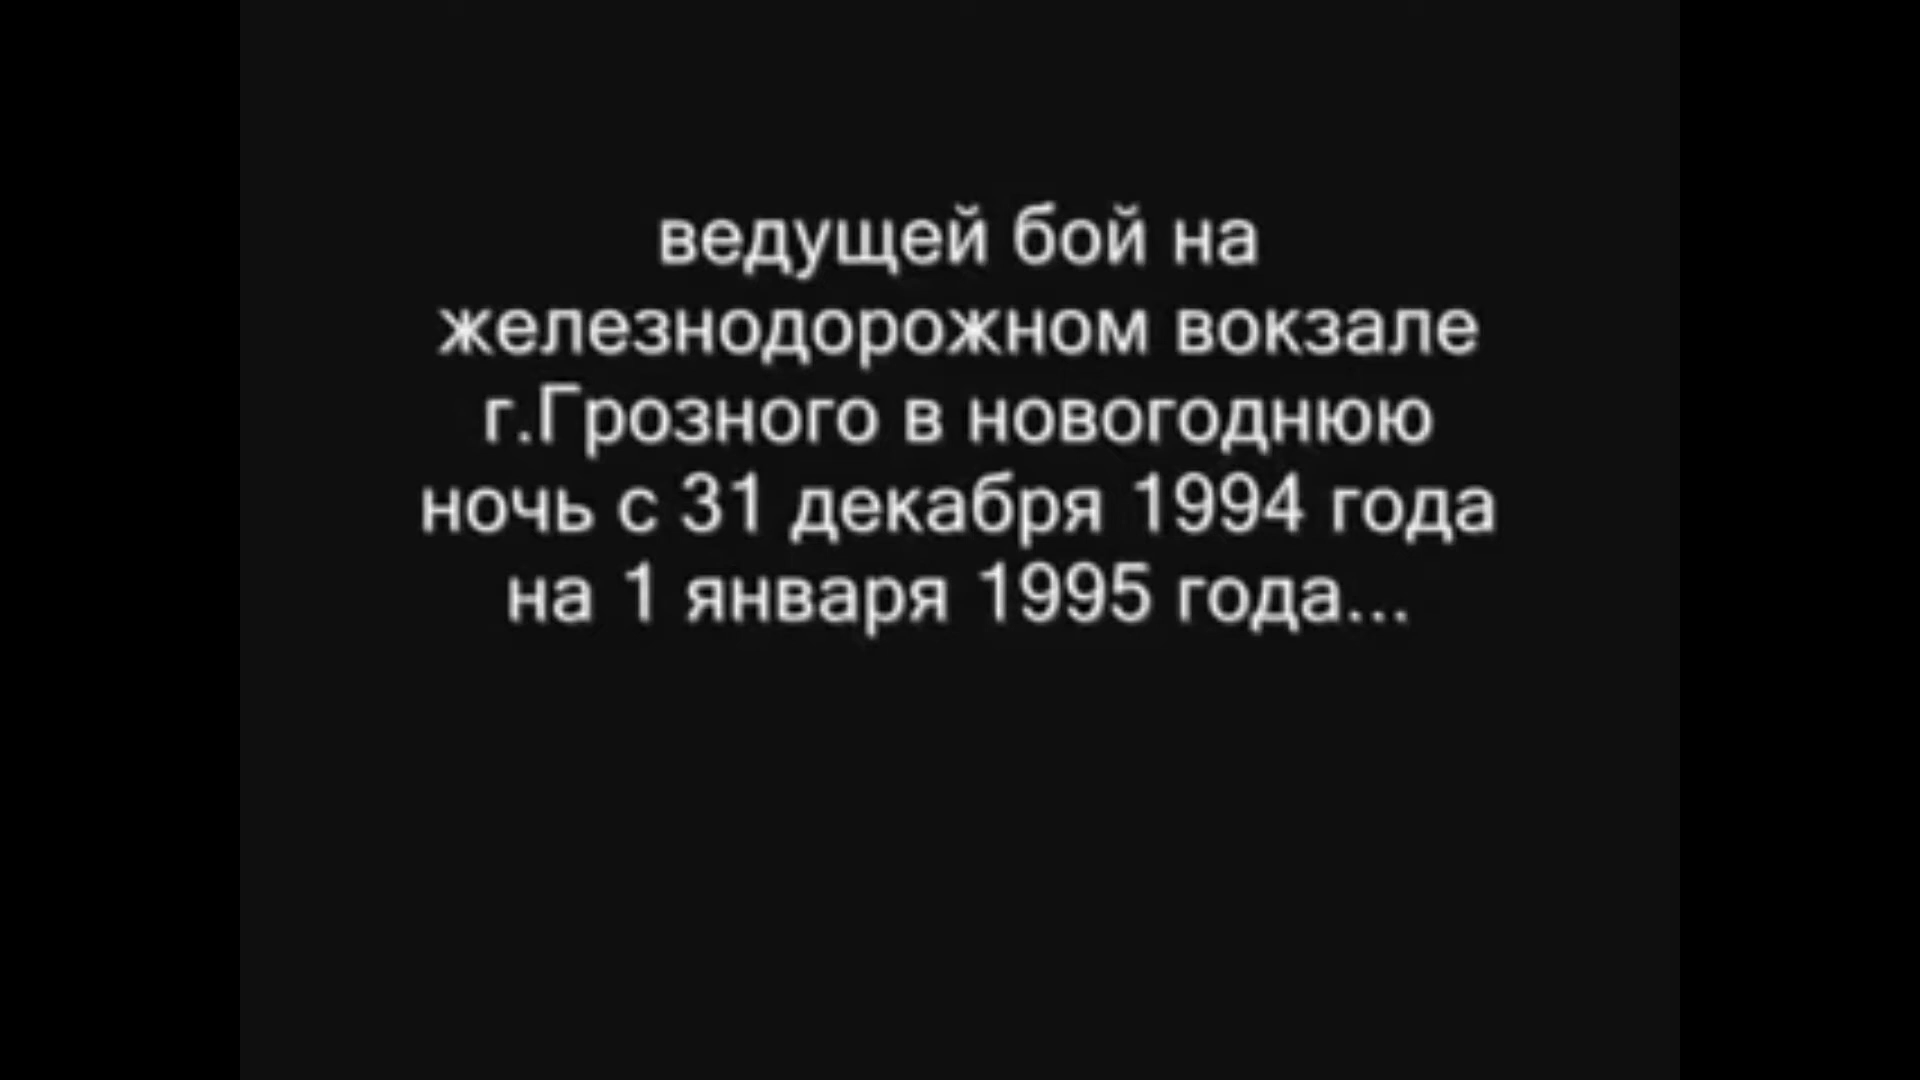 ведущей бой на
железнодорожном вокзале
г.Грозного в новогоднюю
ночь с 31 декабря 1994 года
на 1 января 1995 года...